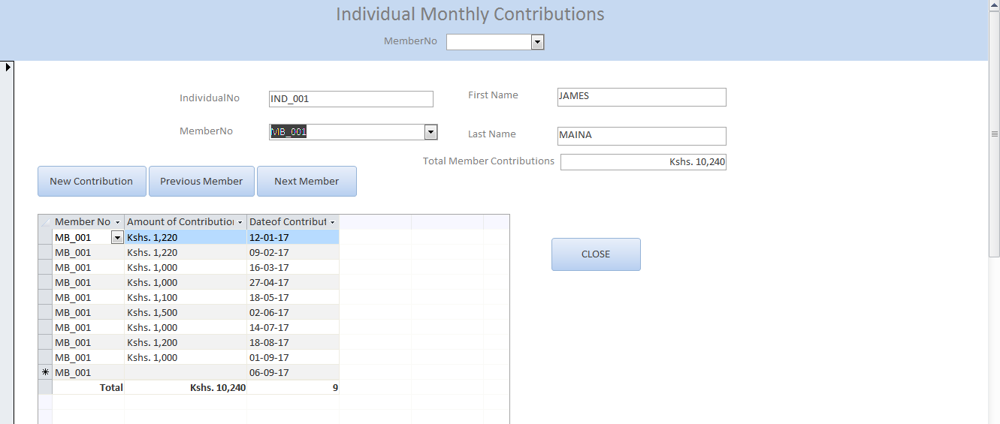 Individual Monthly Contributions
MemberNo
IndividualNo IND_001 First Name JAMES
MemberNo MB_001 Last Name MAINA
Total Member Contributions Kshs. 10,240
New Contribution Previous Member Next Member
Member No Amount of Contribution Dateof Contribut
MB_001 Kshs. 1,220 12-01-17
MB_001 Kshs. 1,220 09-02-17
MB_001 Kshs. 1,000 16-03-17
MB_001 Kshs. 1,000 27-04-17
MB_001 Kshs. 1,100 18-05-17
MB_001 Kshs. 1,500 02-06-17
MB_001 Kshs. 1,000 14-07-17
MB_001 Kshs. 1,200 18-08-17
MB_001 Kshs. 1,000 01-09-17
MB_001 06-09-17
Total Kshs. 10,240 9
CLOSE